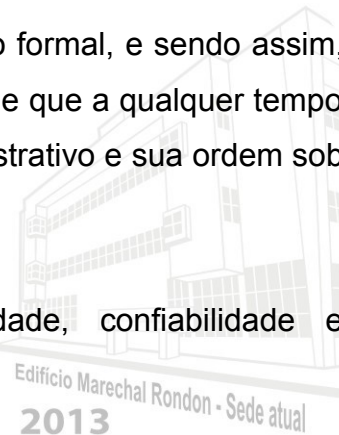 o formal, e sendo assim,
e que a qualquer tempo
strativo e sua ordem sob
dade, confiabilidade e
Edifício Marechal Rondon - Sede atual
2013